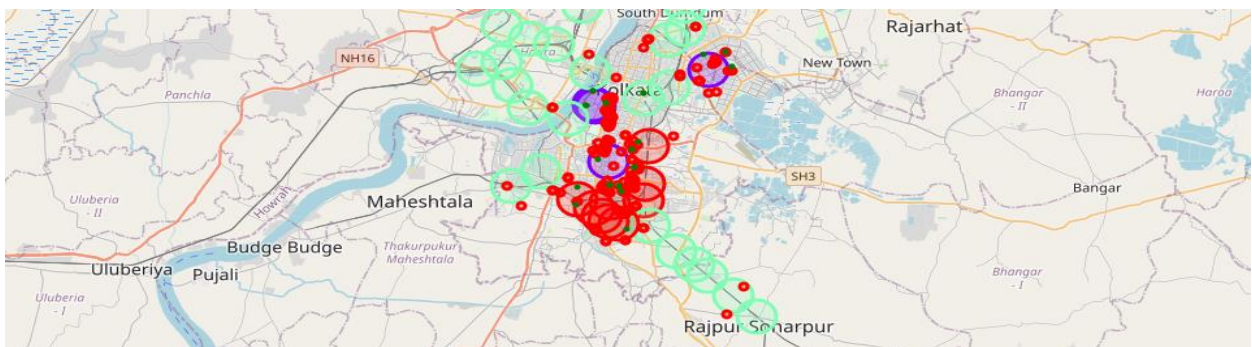 South Dumdum
Rajarhat
NH16
Haora
New Town
Panchla
Kolkata
Bhangar
- II
Haroa
SH3
Uluberia
- II
Howrah
Maheshtala
Bangar
Budge Budge
Thakurpukur
Maheshtala
Uluberiya
Pujali
Bhangar
- I
Uluberia
- I
Rajpur Sonarpur